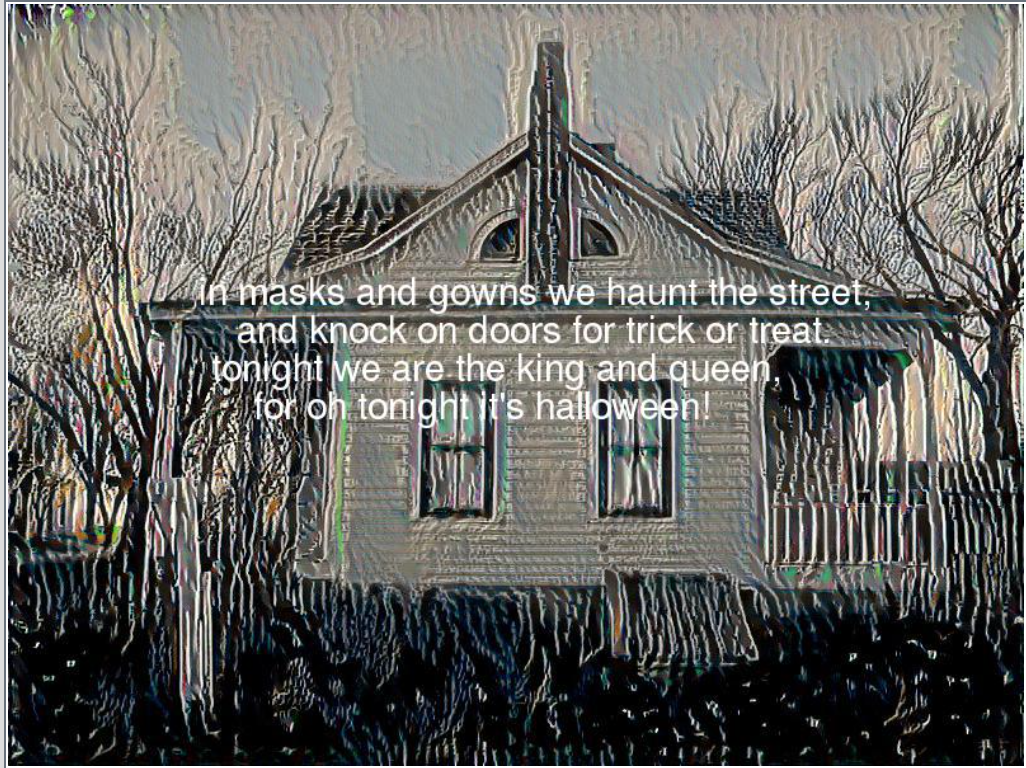 in masks and gowns we haunt the street,
and knock on doors for trick or treat.
tonight we are the king and queen,
for oh tonight it's halloween!